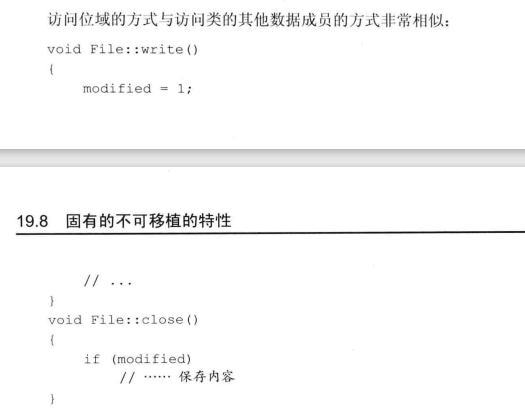 访问位域的方式与访问类的其他数据成员的方式非常相似：
void File::write()
{
    modified = 1;
19.8 固有的不可移植的特性
    // ...
}
void File::close()
{
    if (modified)
        // …… 保存内容
}